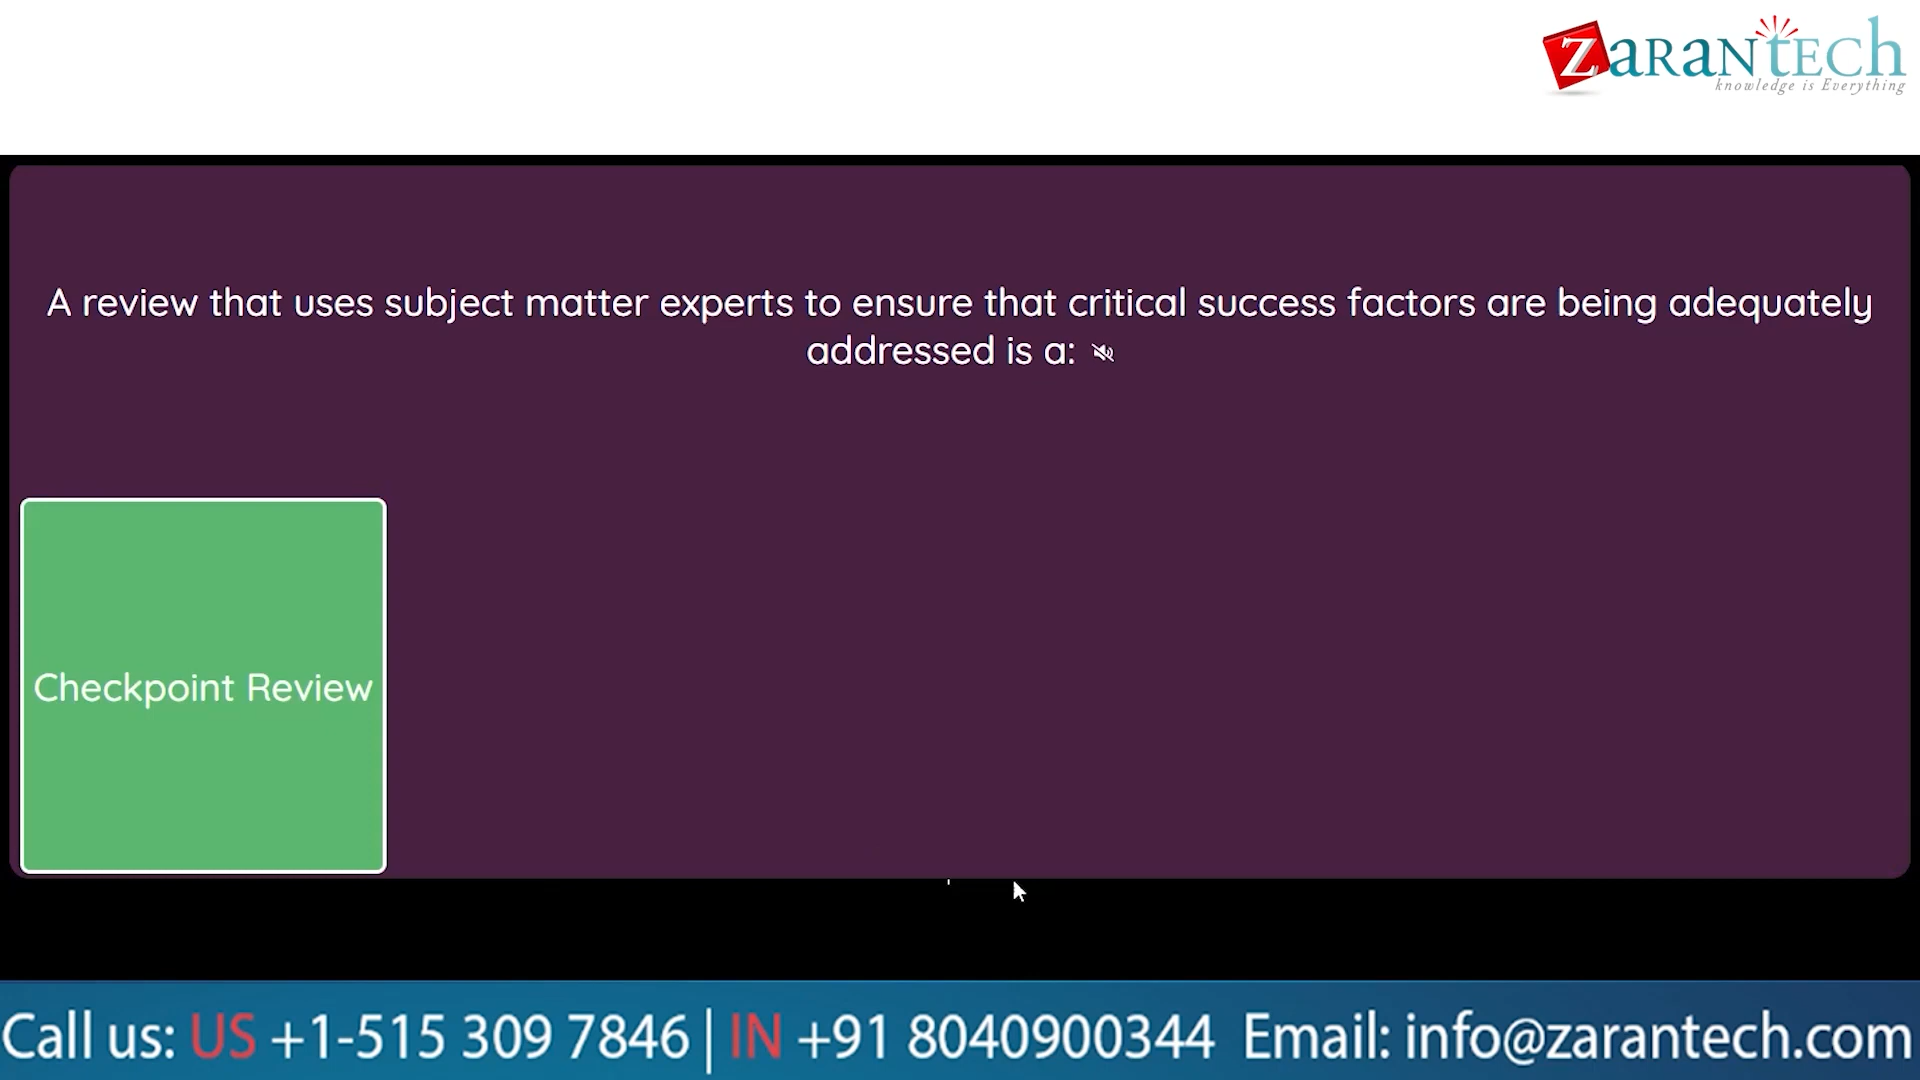 ZaranTech
knowledge is Everything
A review that uses subject matter experts to ensure that critical success factors are being adequately
addressed is a:
Checkpoint Review
Call us: US +1-515 309 7846 | IN +91 8040900344 Email: info@zarantech.com